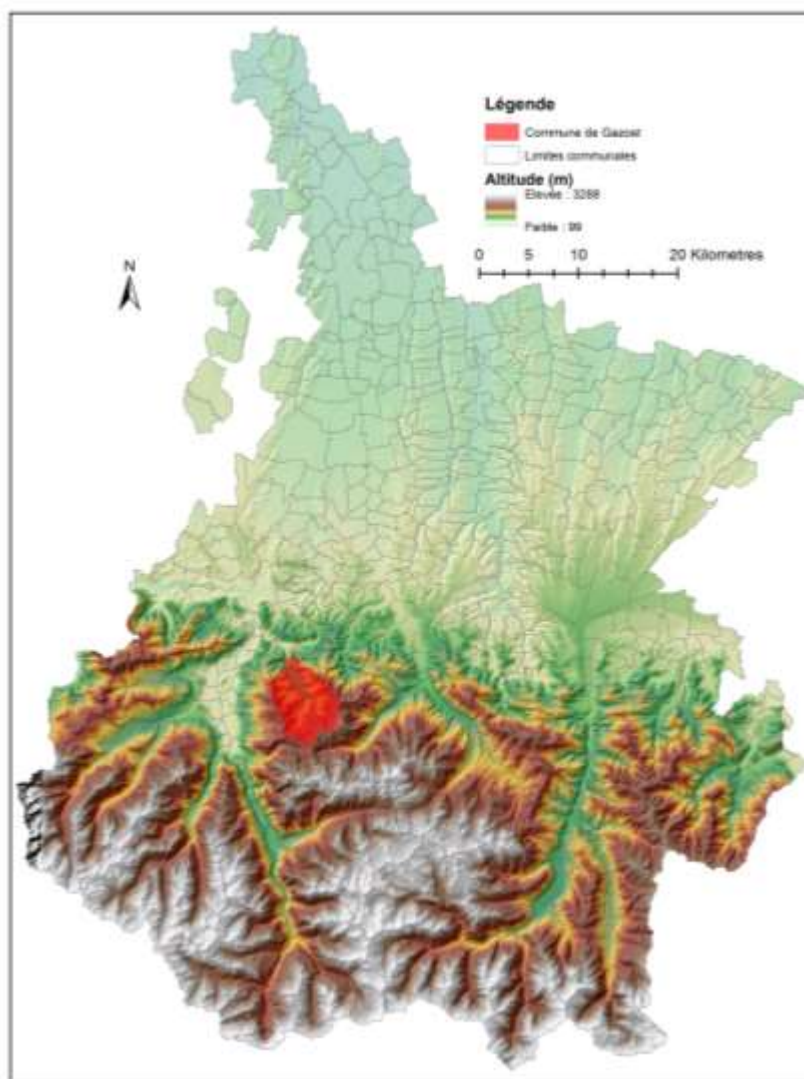 Légende
Commune de Gazost
Limites communales
Altitude (m)
Elevée : 3288
Faible : 99
0 5 10 20 Kilometres
N